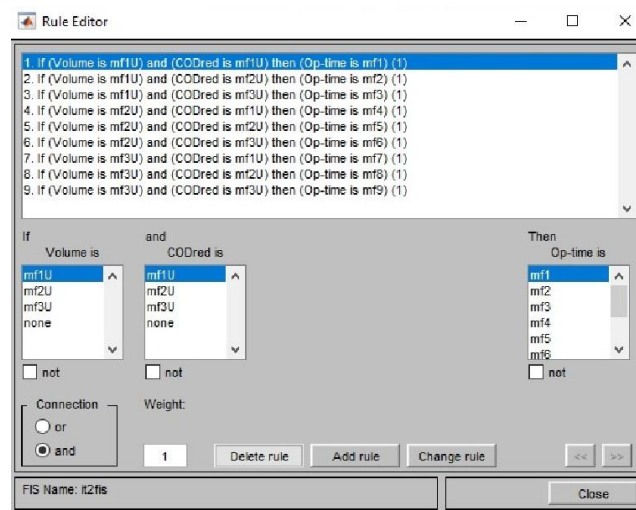 Rule Editor
1. If (Volume is mf1U) and (CODred is mf1U) then (Op-time is mf1) (1)
2. If (Volume is mf1U) and (CODred is mf2U) then (Op-time is mf2) (1)
3. If (Volume is mf1U) and (CODred is mf3U) then (Op-time is mf3) (1)
4. If (Volume is mf2U) and (CODred is mf1U) then (Op-time is mf4) (1)
5. If (Volume is mf2U) and (CODred is mf2U) then (Op-time is mf5) (1)
6. If (Volume is mf2U) and (CODred is mf3U) then (Op-time is mf6) (1)
7. If (Volume is mf3U) and (CODred is mf1U) then (Op-time is mf7) (1)
8. If (Volume is mf3U) and (CODred is mf2U) then (Op-time is mf8) (1)
9. If (Volume is mf3U) and (CODred is mf3U) then (Op-time is mf9) (1)
If
Volume is
mf1U
mf2U
mf3U
none
not
and
CODred is
mf1U
mf2U
mf3U
none
not
Then
Op-time is
mf1
mf2
mf3
mf4
mf5
mf6
not
Connection
or
and
Weight:
1
Delete rule
Add rule
Change rule
<<
>>
FIS Name: it2fis
Close